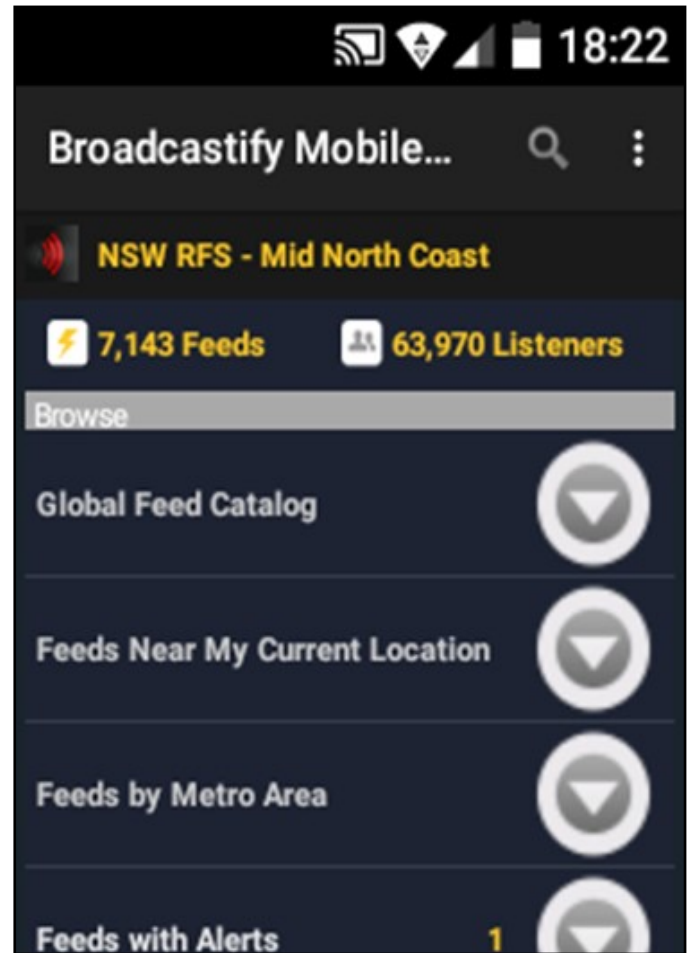 18:22
Broadcastify Mobile...
NSW RFS - Mid North Coast
7,143 Feeds 63,970 Listeners
Browse
Global Feed Catalog
Feeds Near My Current Location
Feeds by Metro Area
Feeds with Alerts 1